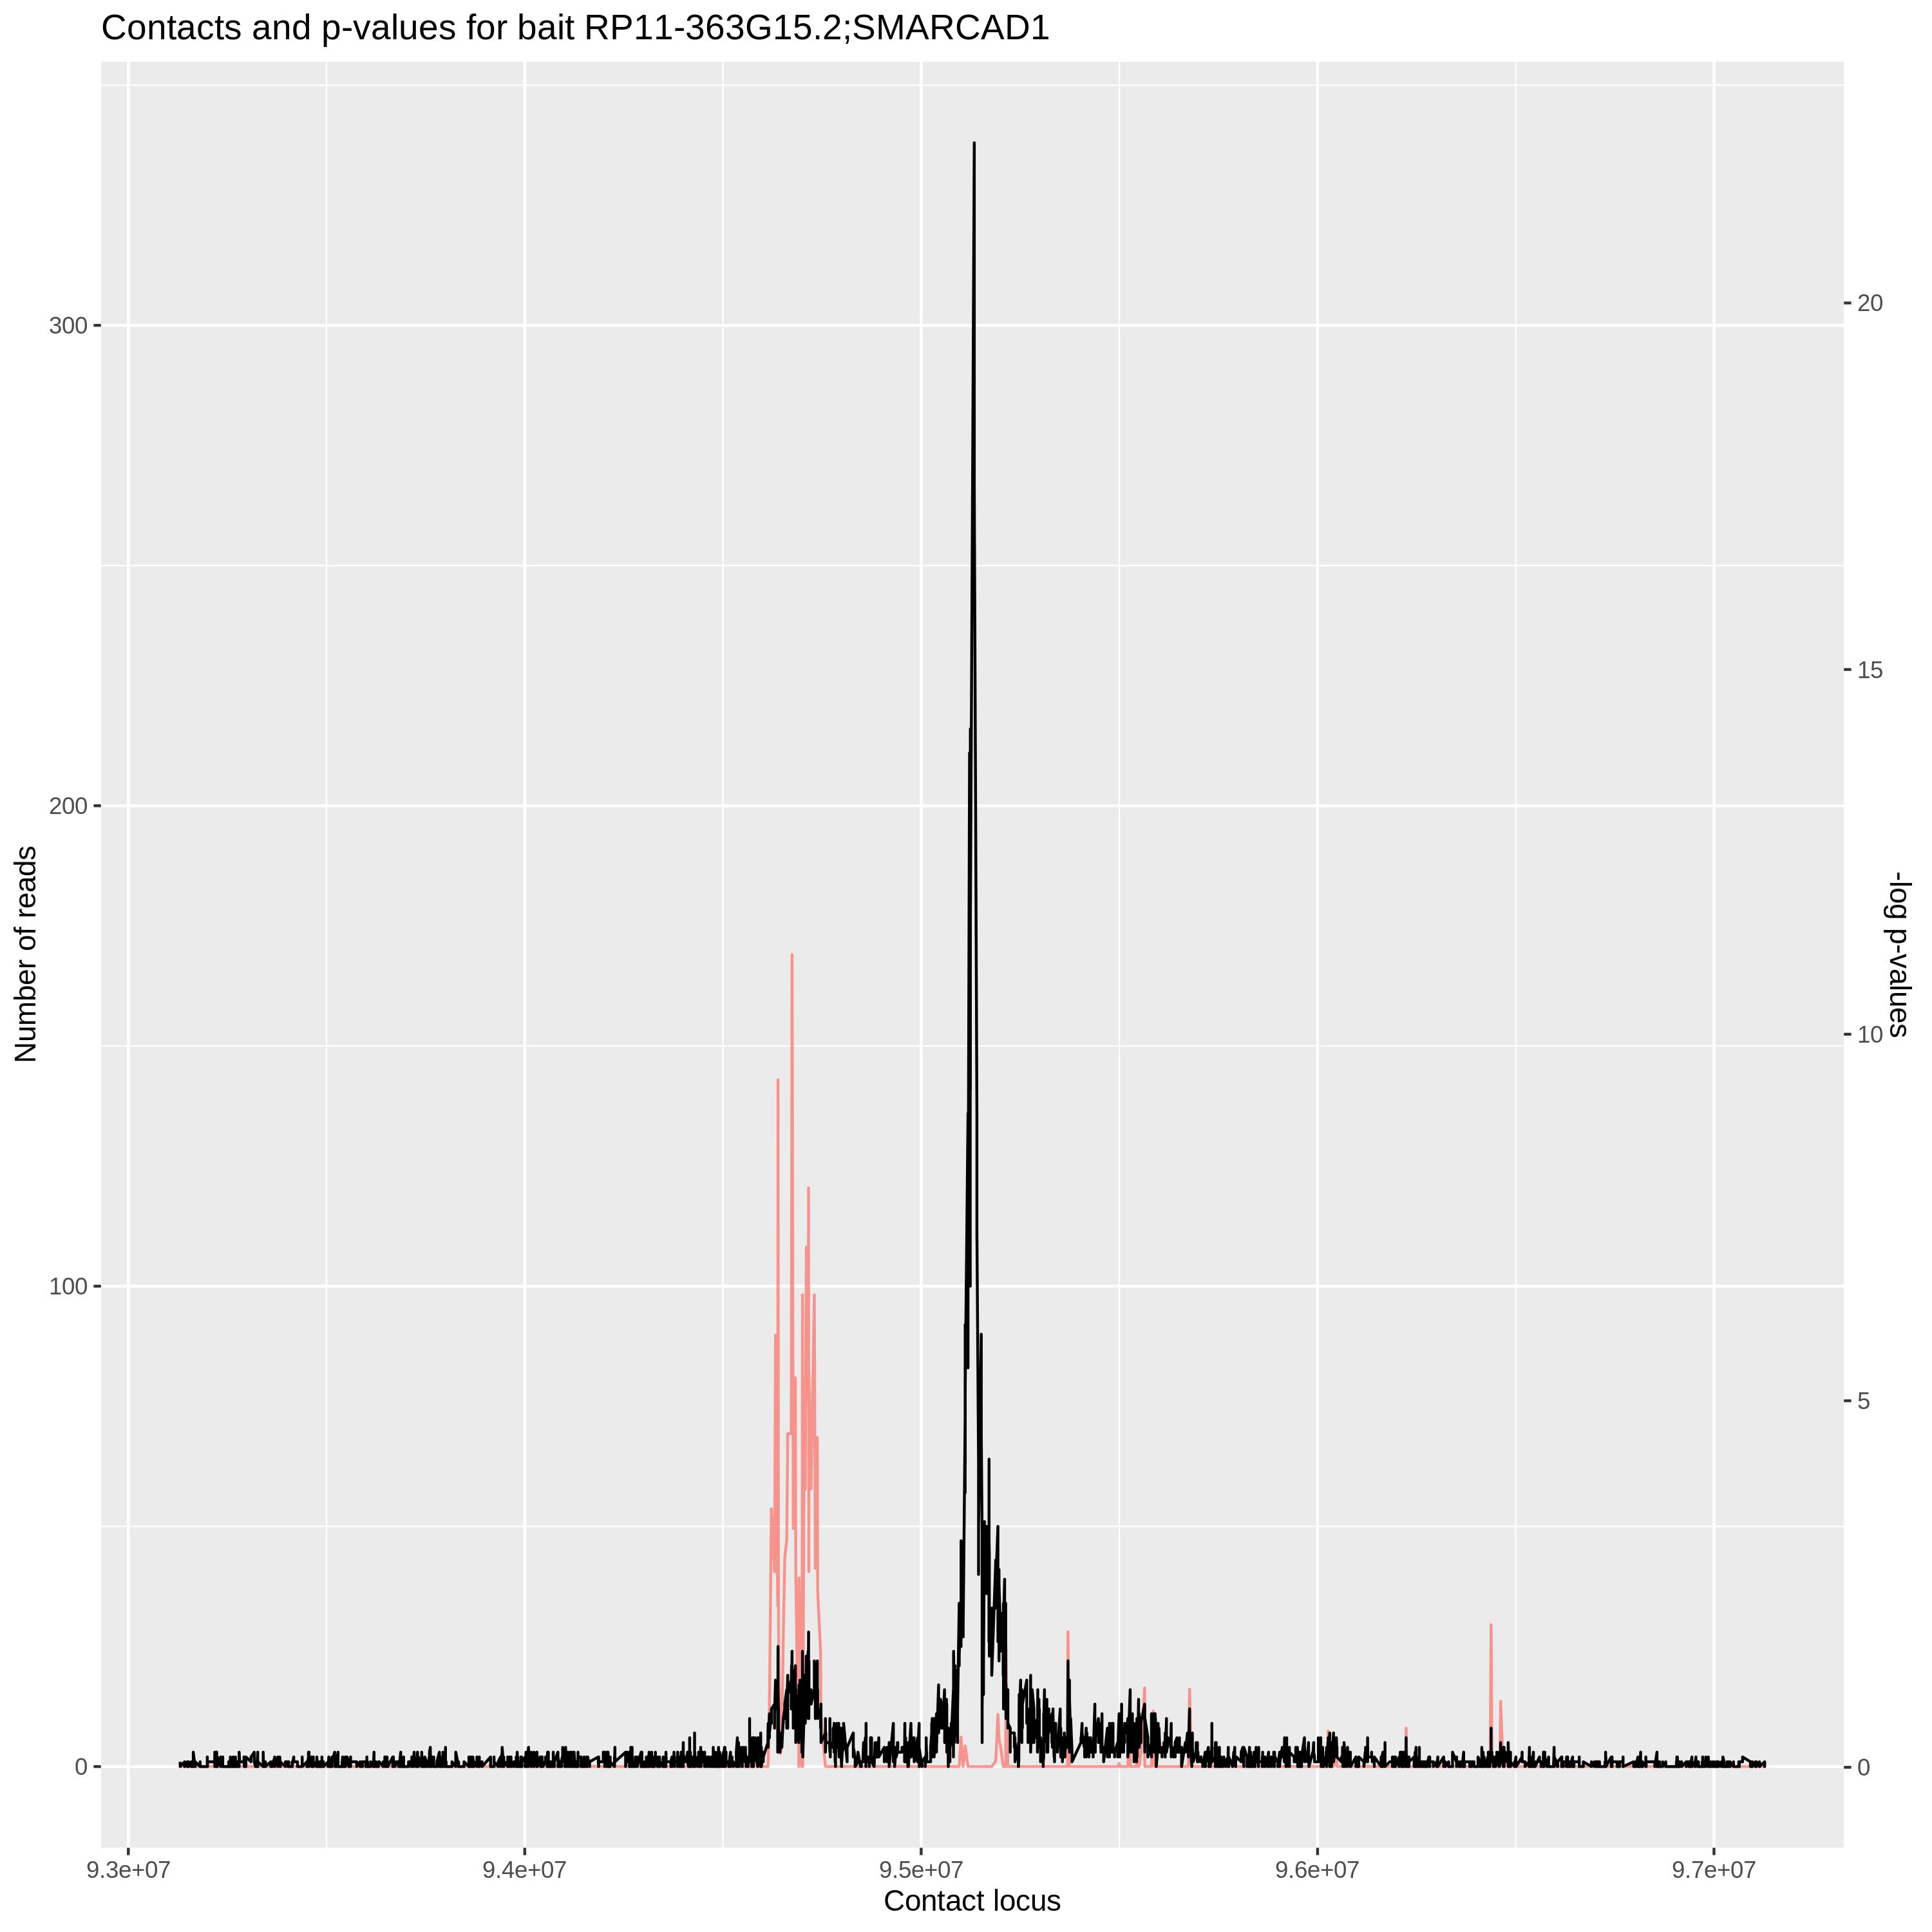 Contacts and p-values for bait RP11-363G15.2;SMARCAD1
Number of reads
300
200
100
0
20
15
10
5
0
-log p-values
9.3e+07 9.4e+07 9.5e+07 9.6e+07 9.7e+07
Contact locus